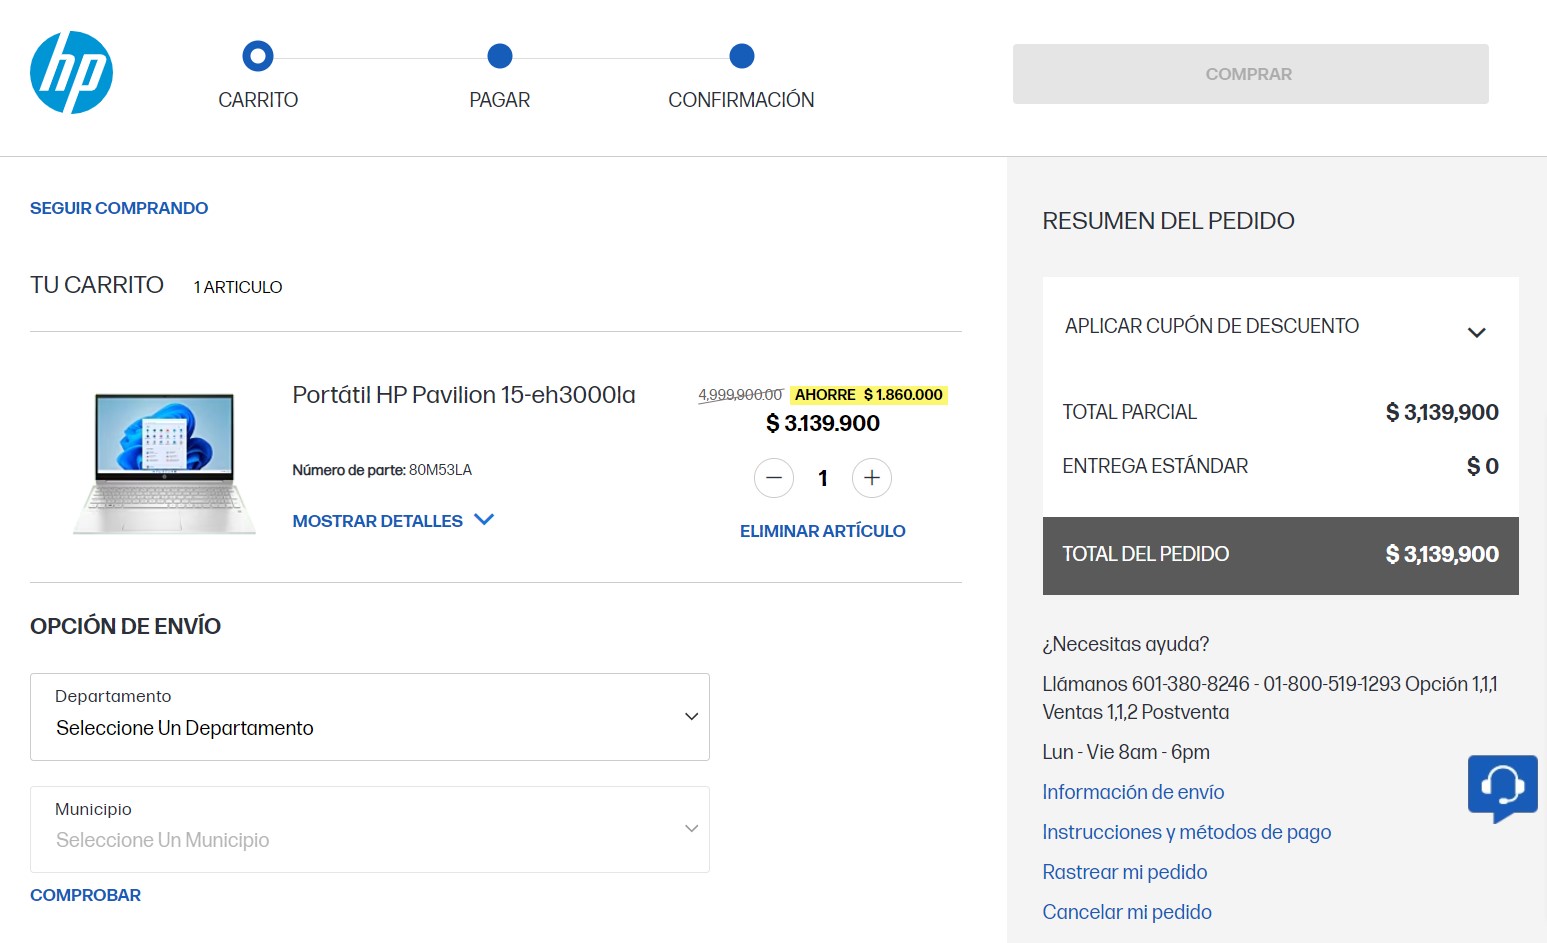 hp
CARRITO
PAGAR
CONFIRMACIÓN
COMPRAR
SEGUIR COMPRANDO
TU CARRITO 1 ARTICULO
Portátil HP Pavilion 15-eh3000la
Número de parte: 80M53LA
MOSTRAR DETALLES
4,999,900.00 AHORRE $ 1.860.000
$ 3.139.900
1
ELIMINAR ARTÍCULO
OPCIÓN DE ENVÍO
Departamento
Seleccione Un Departamento
Municipio
Seleccione Un Municipio
COMPROBAR
RESUMEN DEL PEDIDO
APLICAR CUPÓN DE DESCUENTO
TOTAL PARCIAL $ 3,139,900
ENTREGA ESTÁNDAR $ 0
TOTAL DEL PEDIDO $ 3,139,900
¿Necesitas ayuda?
Llámanos 601-380-8246 - 01-800-519-1293 Opción 1,1,1
Ventas 1,1,2 Postventa
Lun - Vie 8am - 6pm
Información de envío
Instrucciones y métodos de pago
Rastrear mi pedido
Cancelar mi pedido